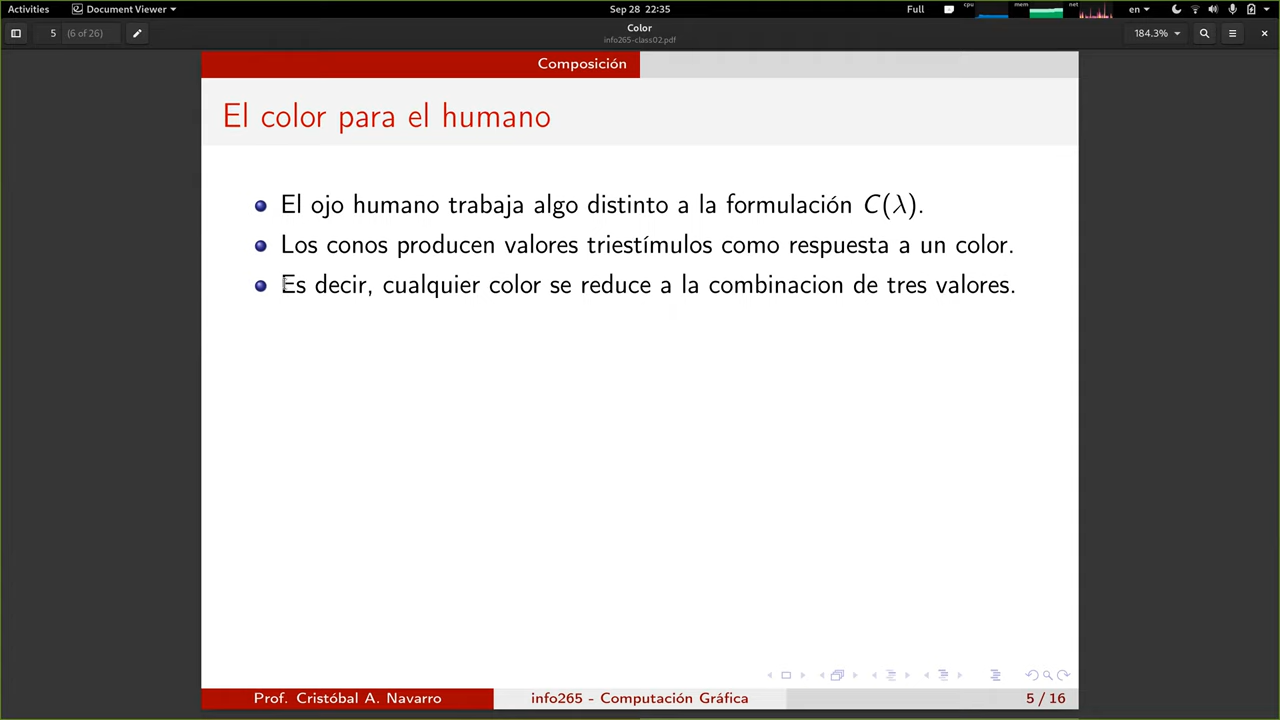 Activities Document Viewer Sep 28 22:35 Full cpu mem net en
5 (6 of 26) Color 184.3%
info265-class02.pdf
Composición
El color para el humano
El ojo humano trabaja algo distinto a la formulación C(λ).
Los conos producen valores triestímulos como respuesta a un color.
Es decir, cualquier color se reduce a la combinacion de tres valores.
Prof. Cristóbal A. Navarro info265 - Computación Gráfica 5 / 16